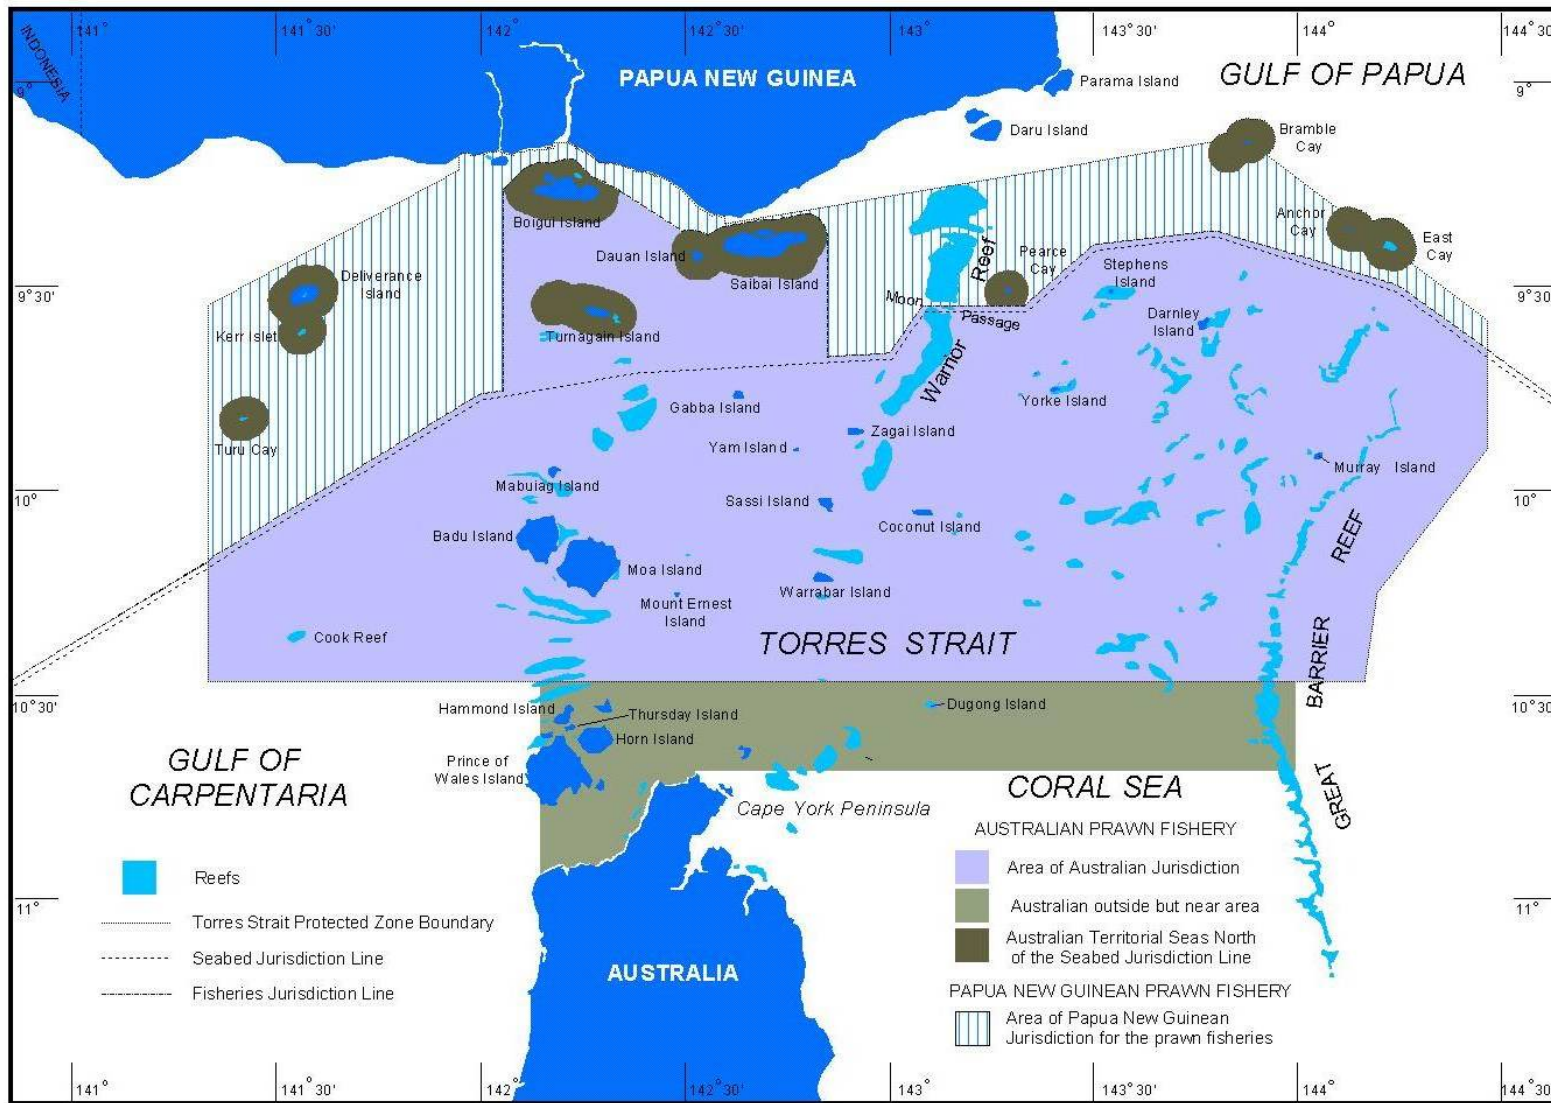 141° 141° 30' 142° 142° 30' 143° 143° 30' 144° 144° 30'
INDONESIA
PAPUA NEW GUINEA
GULF OF PAPUA
9°
9°
Parama Island
Daru Island
Bramble
Cay
Boigul Island
Anchor
Cay
East
Cay
Dauan Island
Saibai Island
Reef
Pearce
Cay
Stephens
Island
Deliverance
Island
9° 30'
9° 30'
Moon
Passage
Darnley
Island
Kerr Islet
Turnagain Island
Warrior
Gabba Island
Yorke Island
Turu Cay
Yam Island
Zagai Island
Murray Island
Mabuiag Island
10°
10°
Sassi Island
Coconut Island
Badu Island
Moa Island
Mount Ernest
Island
Warrabar Island
Cook Reef
TORRES STRAIT
GREAT BARRIER REEF
10° 30'
10° 30'
Hammond Island
Thursday Island
Dugong Island
Horn Island
Prince of
Wales Island
GULF OF
CARPENTARIA
Cape York Peninsula
CORAL SEA
AUSTRALIAN PRAWN FISHERY
Area of Australian Jurisdiction
Australian outside but near area
Australian Territorial Seas North
of the Seabed Jurisdiction Line
PAPUA NEW GUINEAN PRAWN FISHERY
Area of Papua New Guinean
Jurisdiction for the prawn fisheries
Reefs
Torres Strait Protected Zone Boundary
Seabed Jurisdiction Line
Fisheries Jurisdiction Line
11°
11°
AUSTRALIA
141° 141° 30' 142° 142° 30' 143° 143° 30' 144° 144° 30'